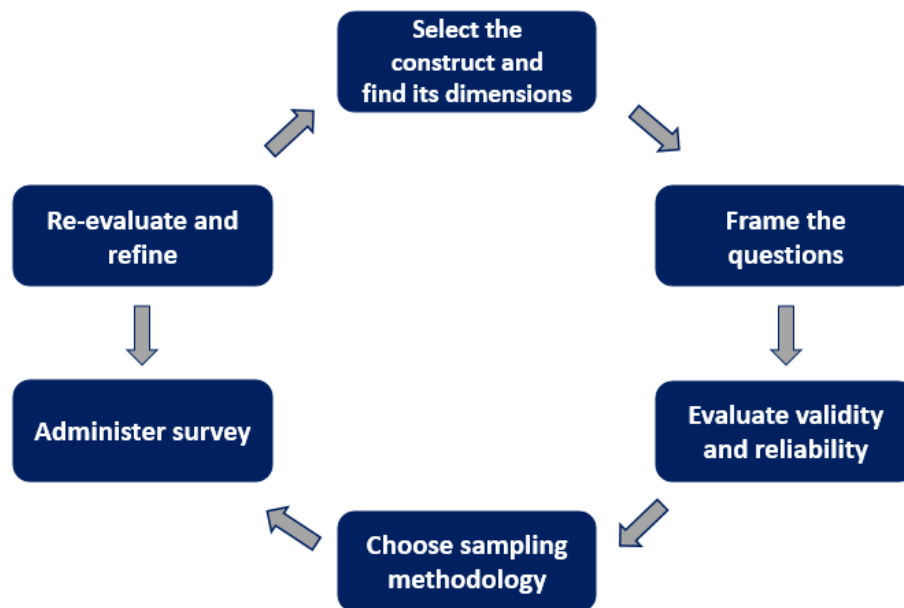 Select the
construct and
find its dimensions
Frame the
questions
Evaluate validity
and reliability
Choose sampling
methodology
Administer survey
Re-evaluate and
refine